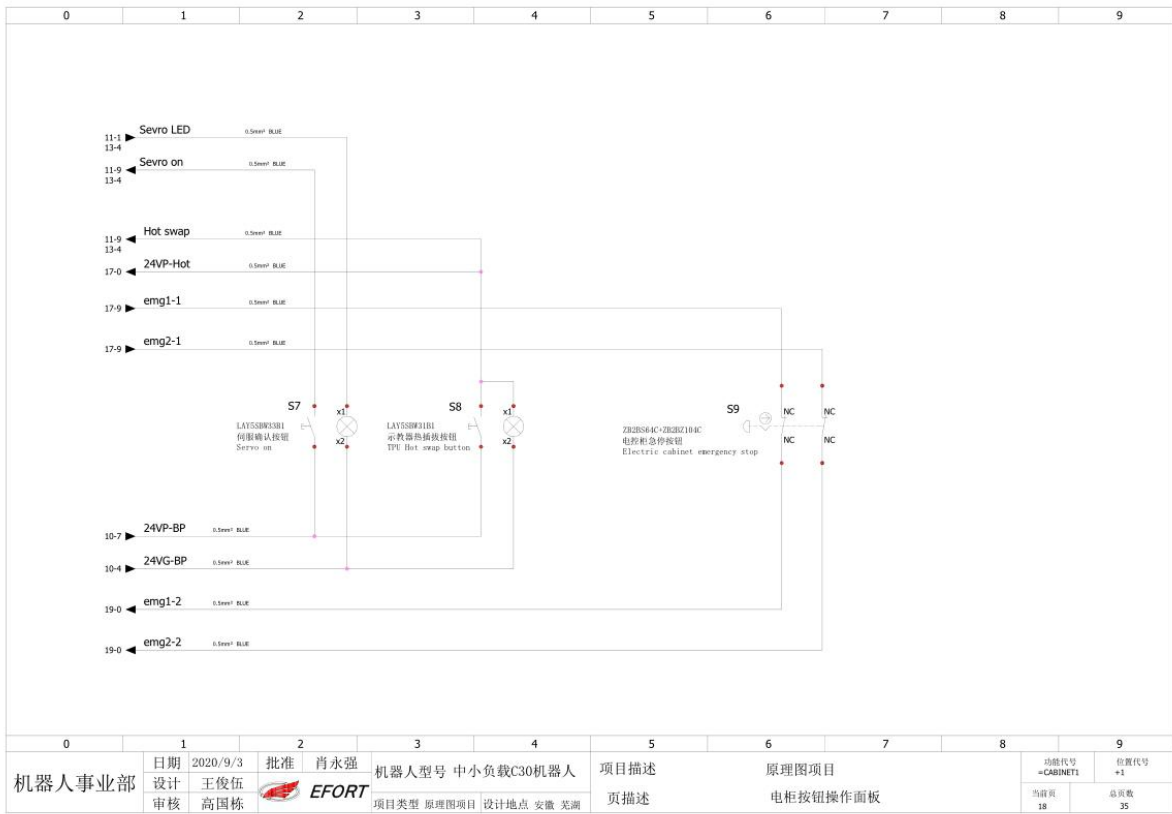 0 1 2 3 4 5 6 7 8 9
Sevro LED 0.5mm² BLUE
11-1
13-4
Sevro on 0.5mm² BLUE
11-9
13-4
Hot swap 0.5mm² BLUE
11-9
13-4
24VP-Hot 0.5mm² BLUE
17-0
emg1-1 0.5mm² BLUE
17-9
emg2-1 0.5mm² BLUE
17-9
S7 x1 S8 x1 S9 NC NC
LAY5SBW33B1
伺服确认按钮
Servo on
x2
LAY5SBW31B1
示教器热插拔按钮
TPU Hot swap button
x2
ZB2BS64C+ZB2BZ104C
电控柜急停按钮
Electric cabinet emergency stop
NC NC
24VP-BP 0.5mm² BLUE
10-7
24VG-BP 0.5mm² BLUE
10-4
emg1-2 0.5mm² BLUE
19-0
emg2-2 0.5mm² BLUE
19-0
0 1 2 3 4 5 6 7 8 9
机器人事业部
日期 2020/9/3 批准 肖永强
设计 王俊伍
审核 高国栋
EFORT
机器人型号 中小负载C30机器人
项目类型 原理图项目 设计地点 安徽 芜湖
项目描述 原理图项目
页描述 电柜按钮操作面板
功能代号 位置代号
=CABINET1 +1
当前页 总页数
18 35